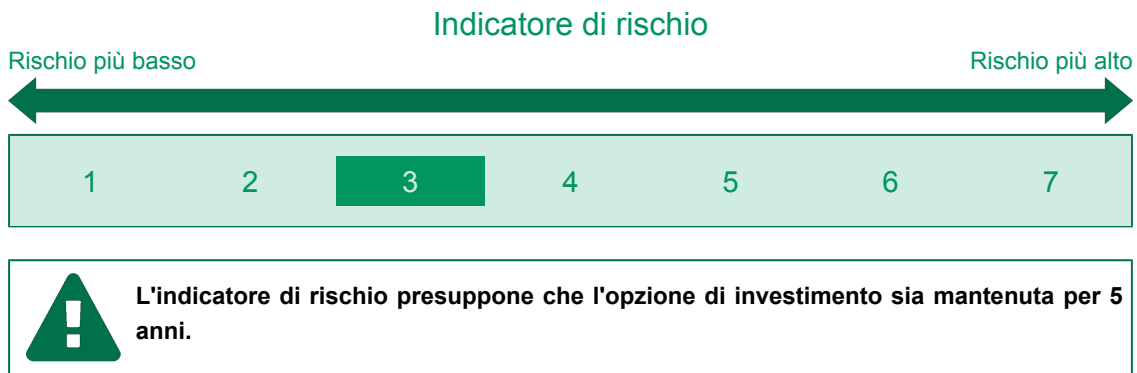 Indicatore di rischio
Rischio più basso Rischio più alto
1 2 3 4 5 6 7
L'indicatore di rischio presuppone che l'opzione di investimento sia mantenuta per 5
anni.